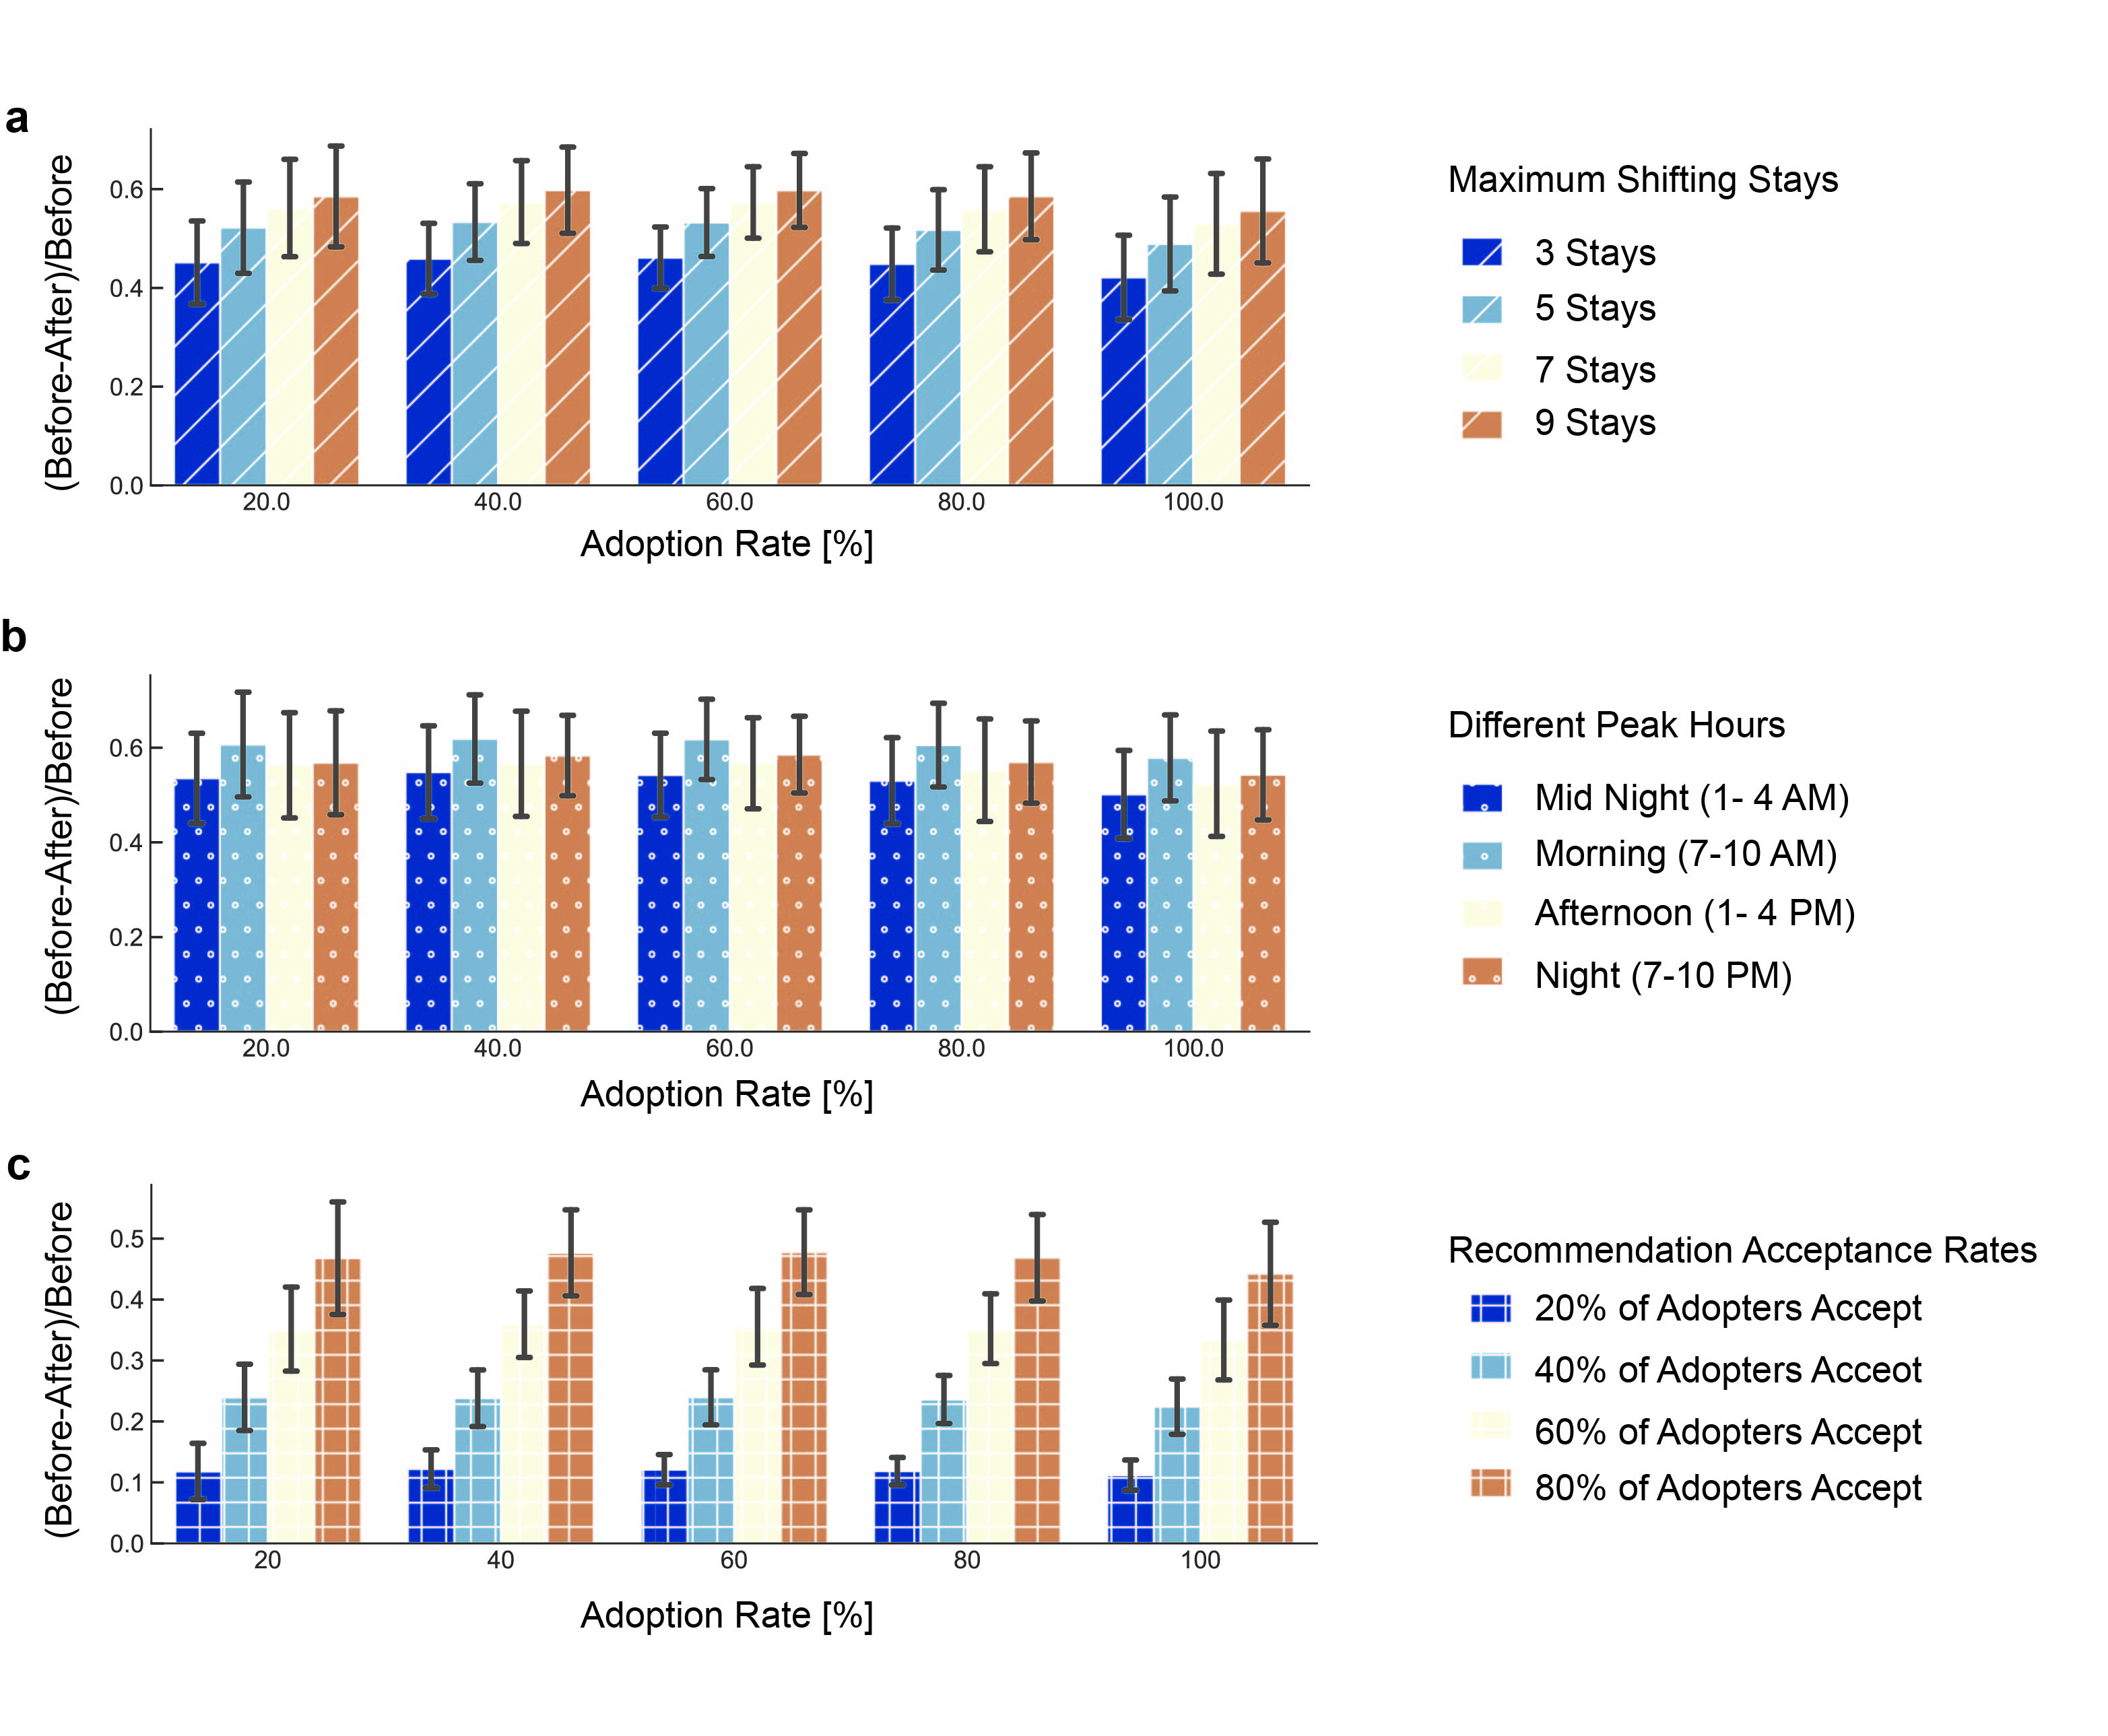 a
(Before-After)/Before
0.6
0.4
0.2
0.0
20.0 40.0 60.0 80.0 100.0
Adoption Rate [%]
Maximum Shifting Stays
3 Stays
5 Stays
7 Stays
9 Stays
b
(Before-After)/Before
0.6
0.4
0.2
0.0
20.0 40.0 60.0 80.0 100.0
Adoption Rate [%]
Different Peak Hours
Mid Night (1- 4 AM)
Morning (7-10 AM)
Afternoon (1- 4 PM)
Night (7-10 PM)
c
(Before-After)/Before
0.5
0.4
0.3
0.2
0.1
0.0
20 40 60 80 100
Adoption Rate [%]
Recommendation Acceptance Rates
20% of Adopters Accept
40% of Adopters Acceot
60% of Adopters Accept
80% of Adopters Accept